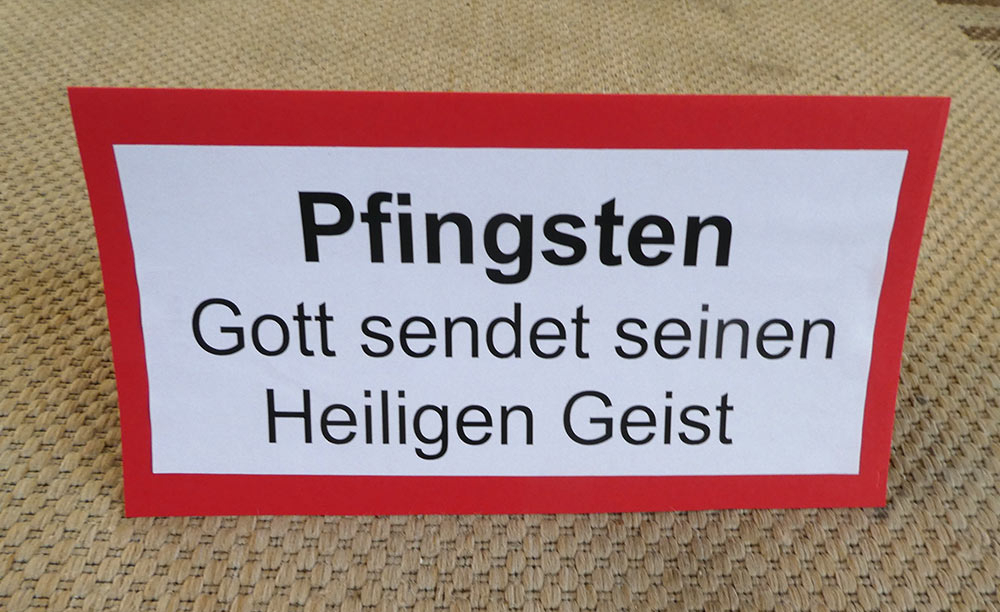 Pfingsten
Gott sendet seinen
Heiligen Geist